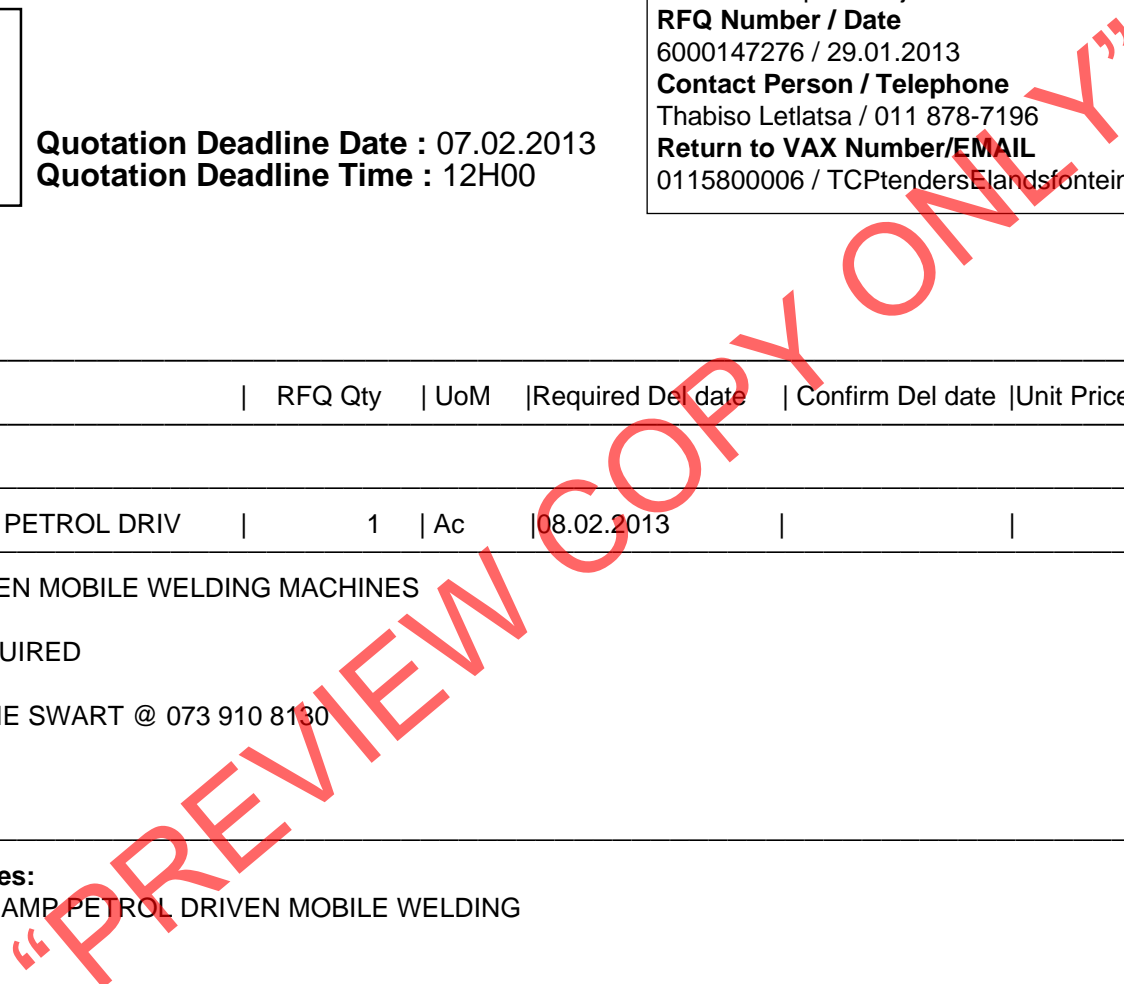 RFQ Number / Date
6000147276 / 29.01.2013
Contact Person / Telephone
Thabiso Letlatsa / 011 878-7196
Return to VAX Number/EMAIL
0115800006 / TCPtendersElandsfontein
Quotation Deadline Date : 07.02.2013
Quotation Deadline Time : 12H00
| RFQ Qty | UoM |Required Del date | Confirm Del date |Unit Price
PETROL DRIV | 1 | Ac |08.02.2013 | |
EN MOBILE WELDING MACHINES
UIRED
IE SWART @ 073 910 8130
es:
AMP PETROL DRIVEN MOBILE WELDING
“PREVIEW COPY ONLY”